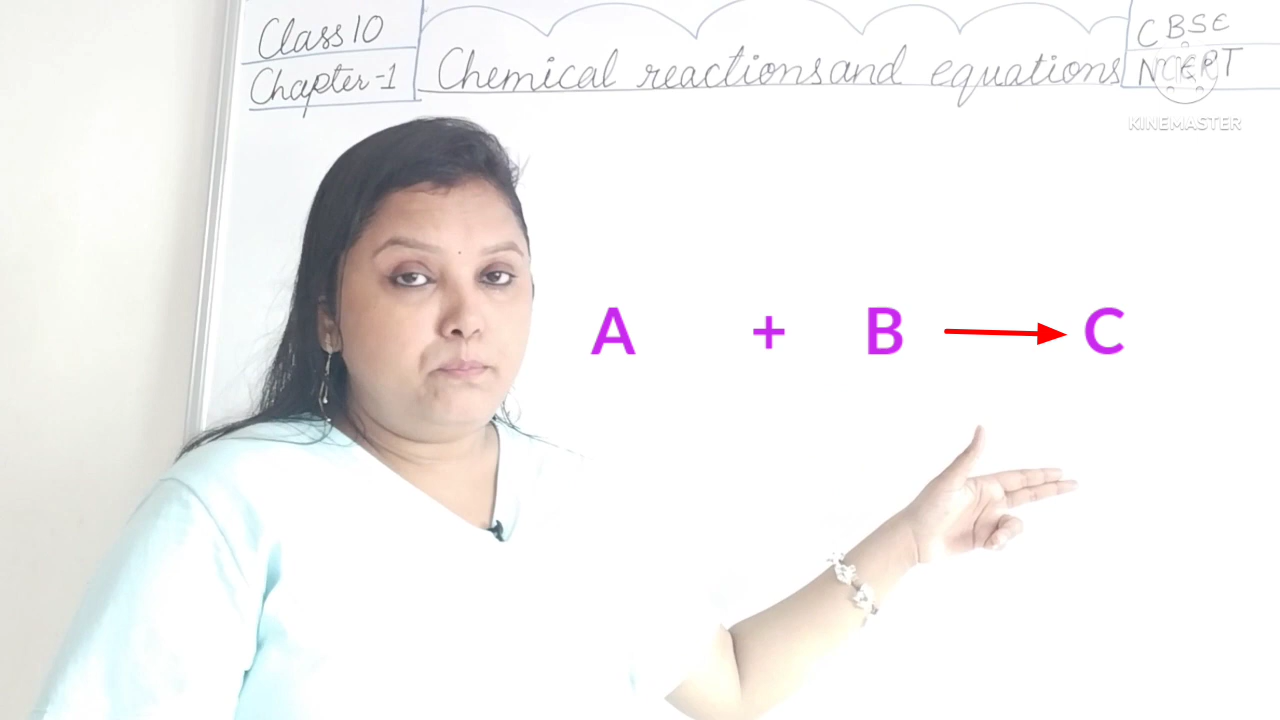 Class 10
Chapter-1
Chemical reactions and equations
CBSE
NCERT
KINEMASTER
A + B → C